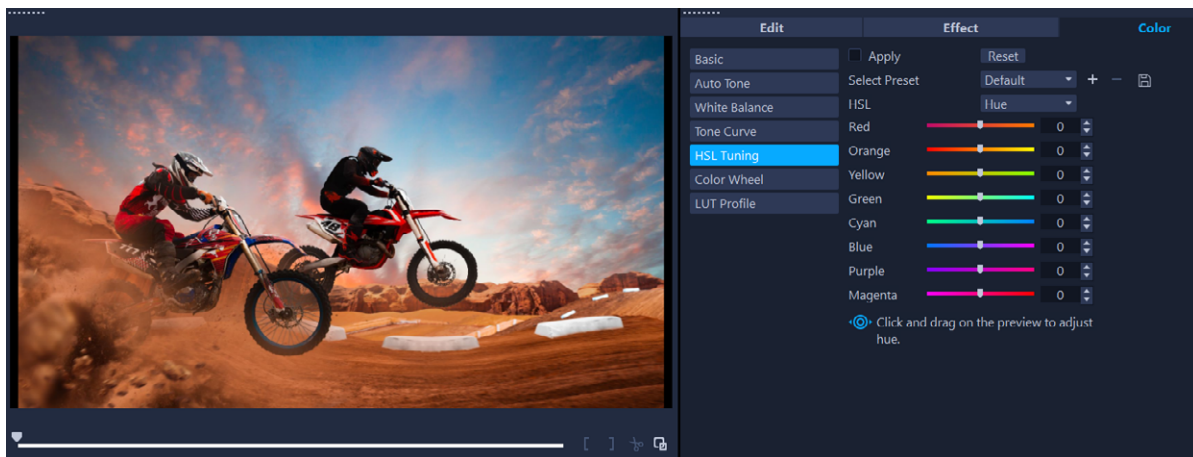 Edit Effect Color
Basic
Auto Tone
White Balance
Tone Curve
HSL Tuning
Color Wheel
LUT Profile
Apply Reset
Select Preset Default
HSL Hue
Red 0
Orange 0
Yellow 0
Green 0
Cyan 0
Blue 0
Purple 0
Magenta 0
Click and drag on the preview to adjust
hue.